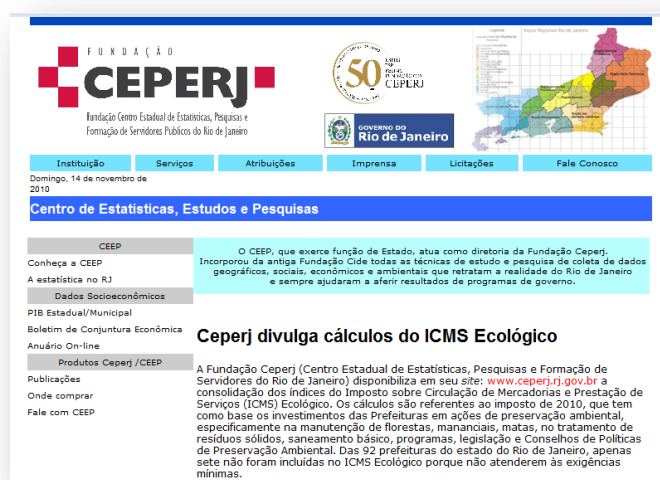 FUNDAÇÃO
CEPERJ
Fundação Centro Estadual de Estatísticas, Pesquisas e
Formação de Servidores Públicos do Rio de Janeiro
50
CEPERJ
GOVERNO DO
Rio de Janeiro
Instituição Serviços Atribuições Imprensa Licitações Fale Conosco
Domingo, 14 de novembro de
2010
Centro de Estatísticas, Estudos e Pesquisas
CEEP
Conheça a CEEP
A estatística no RJ
Dados Socioeconômicos
PIB Estadual/Municipal
Boletim de Conjuntura Econômica
Anuário On-line
Produtos Ceperj /CEEP
Publicações
Onde comprar
Fale com CEEP
O CEEP, que exerce função de Estado, atua como diretoria da Fundação Ceperj.
Incorporou da antiga Fundação Cide todas as técnicas de estudo e pesquisa de coleta de dados
geográficos, sociais, econômicos e ambientais que retratam a realidade do Rio de Janeiro
e sempre ajudaram a aferir resultados de programas de governo.
Ceperj divulga cálculos do ICMS Ecológico
A Fundação Ceperj (Centro Estadual de Estatísticas, Pesquisas e Formação de
Servidores do Rio de Janeiro) disponibiliza em seu site: www.ceperj.rj.gov.br a
consolidação dos índices do Imposto sobre Circulação de Mercadorias e Prestação de
Serviços (ICMS) Ecológico. Os cálculos são referentes ao imposto de 2010, que tem
como base os investimentos das Prefeituras em ações de preservação ambiental,
especificamente na manutenção de florestas, mananciais, matas, no tratamento de
resíduos sólidos, saneamento básico, programas, legislação e Conselhos de Políticas
de Preservação Ambiental. Das 92 prefeituras do estado do Rio de Janeiro, apenas
sete não foram incluídas no ICMS Ecológico porque não atenderem às exigências
mínimas.